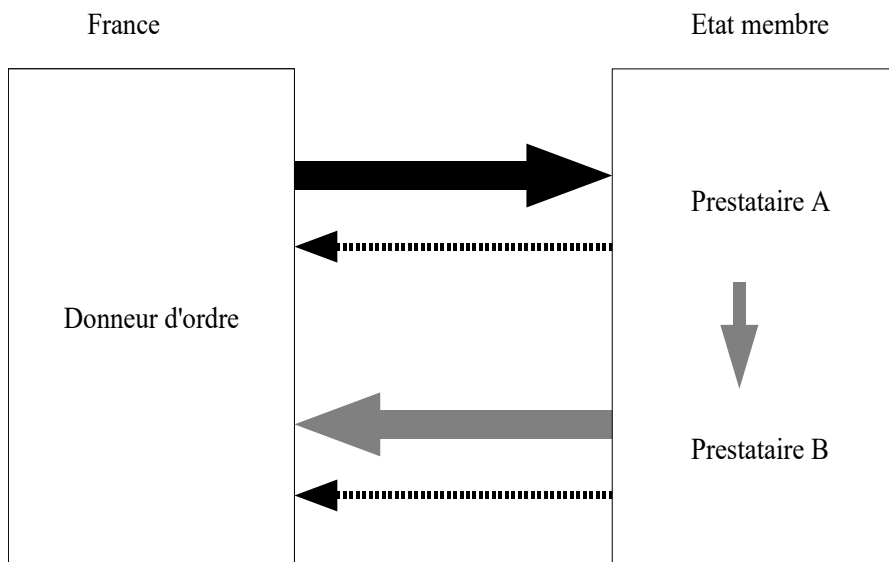 France
Etat membre
Prestataire A
Donneur d'ordre
Prestataire B